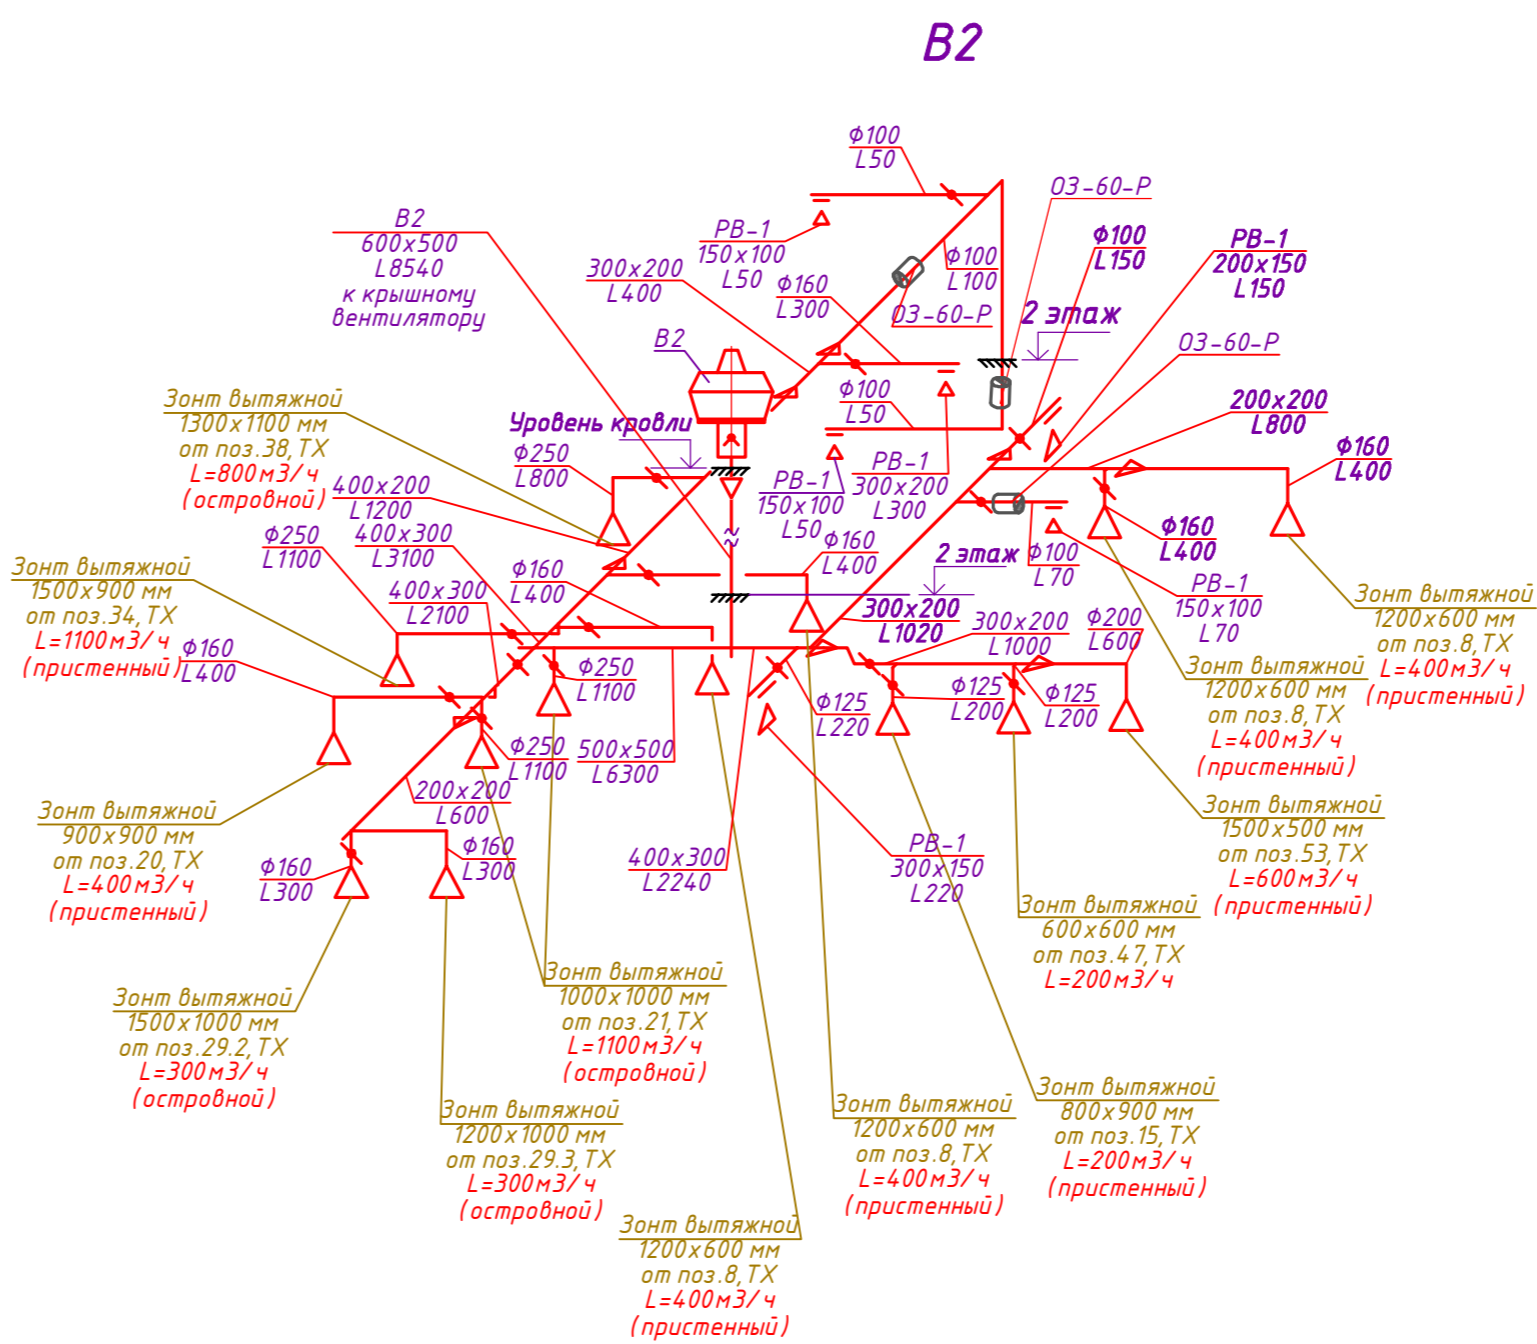 В2
Ф100
L50
ОЗ-60-Р
В2
600х500
L8540
к крышному
вентилятору
РВ-1
150х100
L50
Ф100
L150
РВ-1
200х150
L150
300х200
L400
Ф160
L300
Ф100
L100
ОЗ-60-Р
2 этаж
ОЗ-60-Р
В2
Зонт вытяжной
1300х1100 мм
от поз.38,ТХ
L=800м3/ч
(островной)
Уровень кровли
Ф250
L800
Ф100
L50
РВ-1
150х100
L50
РВ-1
300х200
L300
200х200
L800
Ф160
L400
Ф160
L400
400х200
L1200
400х300
L3100
Ф250
L1100
Ф160
L400
Ф160
L400
2 этаж
Ф100
L70
РВ-1
150х100
L70
Зонт вытяжной
1500х900 мм
от поз.34,ТХ
L=1100м3/ч
(пристенный)
400х300
L2100
Ф160
L400
300х200
L1020
300х200
L1000
Ф200
L600
Зонт вытяжной
1200х600 мм
от поз.8,ТХ
L=400м3/ч
(пристенный)
Зонт вытяжной
1200х600 мм
от поз.8,ТХ
L=400м3/ч
(пристенный)
Ф250
L1100
Ф250
L1100
500х500
L6300
Ф125
L220
Ф125
L200
Ф125
L200
200х200
L600
Зонт вытяжной
900х900 мм
от поз.20,ТХ
L=400м3/ч
(пристенный)
Ф160
L300
Ф160
L300
400х300
L2240
РВ-1
300х150
L220
Зонт вытяжной
1500х500 мм
от поз.53,ТХ
L=600м3/ч
(пристенный)
Зонт вытяжной
600х600 мм
от поз.47,ТХ
L=200м3/ч
Зонт вытяжной
1500х1000 мм
от поз.29.2,ТХ
L=300м3/ч
(островной)
Зонт вытяжной
1000х1000 мм
от поз.21,ТХ
L=1100м3/ч
(островной)
Зонт вытяжной
1200х1000 мм
от поз.29.3,ТХ
L=300м3/ч
(островной)
Зонт вытяжной
1200х600 мм
от поз.8,ТХ
L=400м3/ч
(пристенный)
Зонт вытяжной
800х900 мм
от поз.15,ТХ
L=200м3/ч
(пристенный)
Зонт вытяжной
1200х600 мм
от поз.8,ТХ
L=400м3/ч
(пристенный)